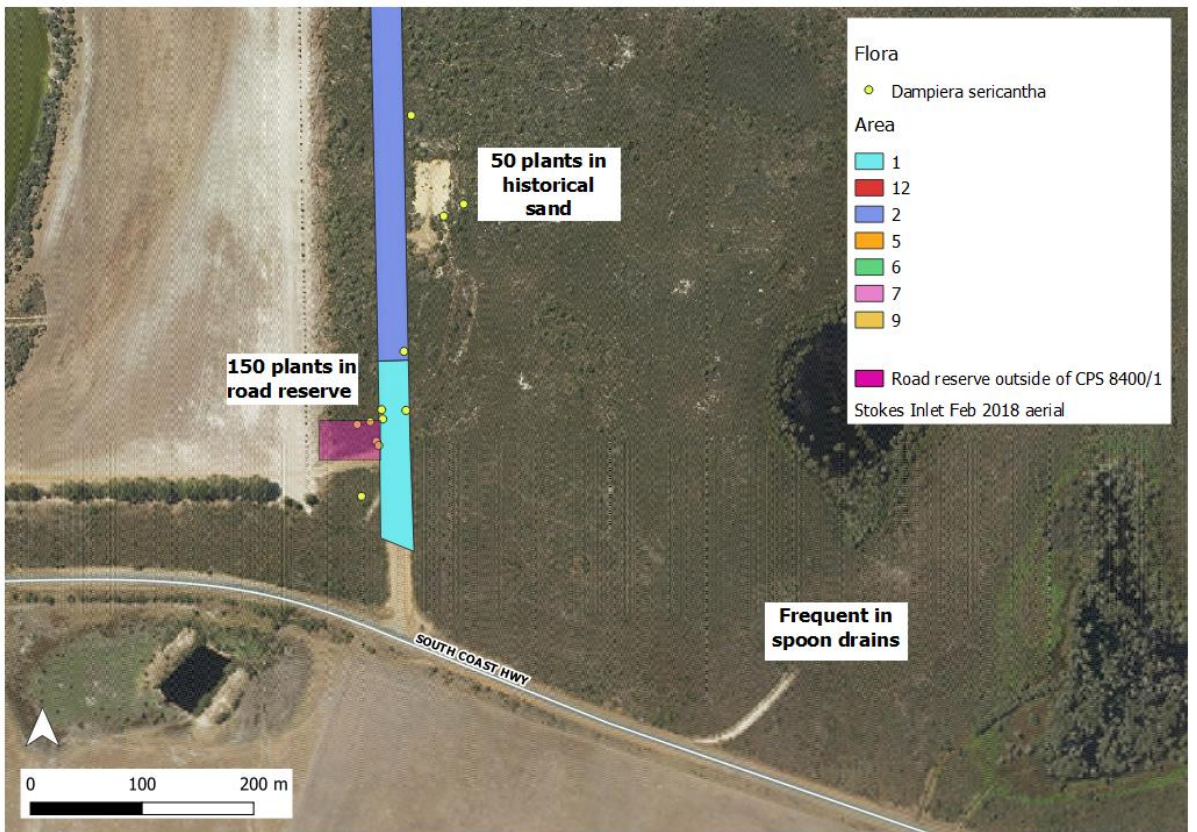 Flora
Dampiera sericantha
Area
1
12
2
5
6
7
9
Road reserve outside of CPS 8400/1
Stokes Inlet Feb 2018 aerial
50 plants in
historical
sand
150 plants in
road reserve
Frequent in
spoon drains
SOUTH COAST HWY
0 100 200 m